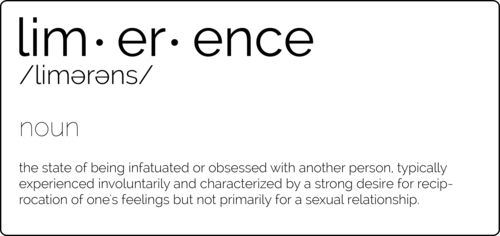 lim· er· ence
/limərəns/
noun
the state of being infatuated or obsessed with another person, typically
experienced involuntarily and characterized by a strong desire for recip-
rocation of one's feelings but not primarily for a sexual relationship.